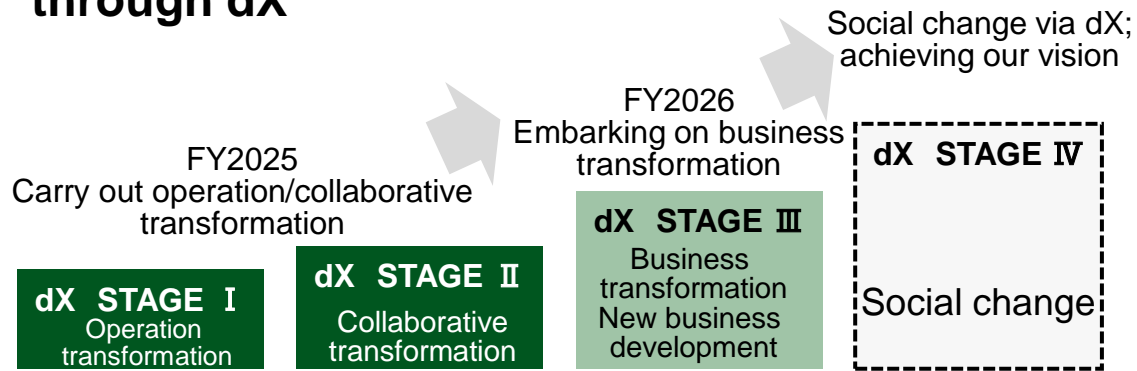 through dX
Social change via dX;
achieving our vision
FY2026
Embarking on business
transformation
FY2025
Carry out operation/collaborative
transformation
dX STAGE Ⅰ
Operation
transformation
dX STAGE Ⅱ
Collaborative
transformation
dX STAGE Ⅲ
Business
transformation
New business
development
dX STAGE Ⅳ
Social change